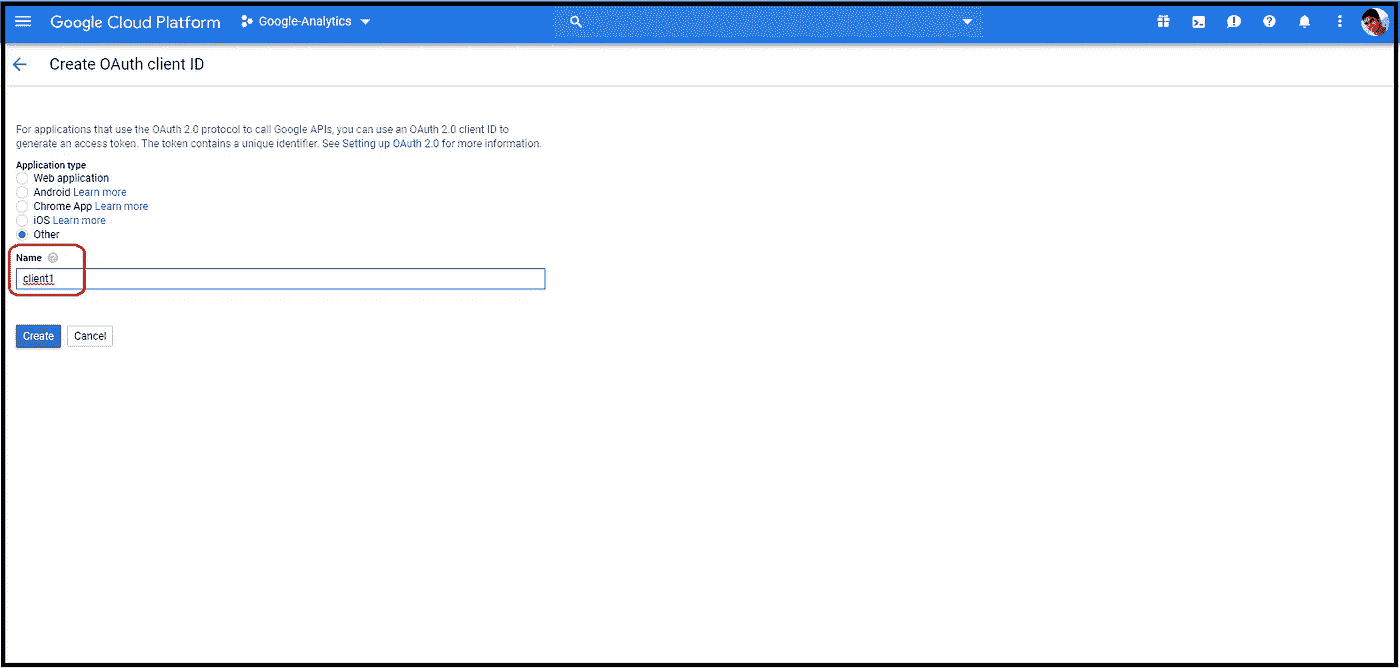 Google Cloud Platform Google-Analytics
Create OAuth client ID
For applications that use the OAuth 2.0 protocol to call Google APIs, you can use an OAuth 2.0 client ID to
generate an access token. The token contains a unique identifier. See Setting up OAuth 2.0 for more information.
Application type
Web application
Android Learn more
Chrome App Learn more
iOS Learn more
Other
Name
client1
Create Cancel